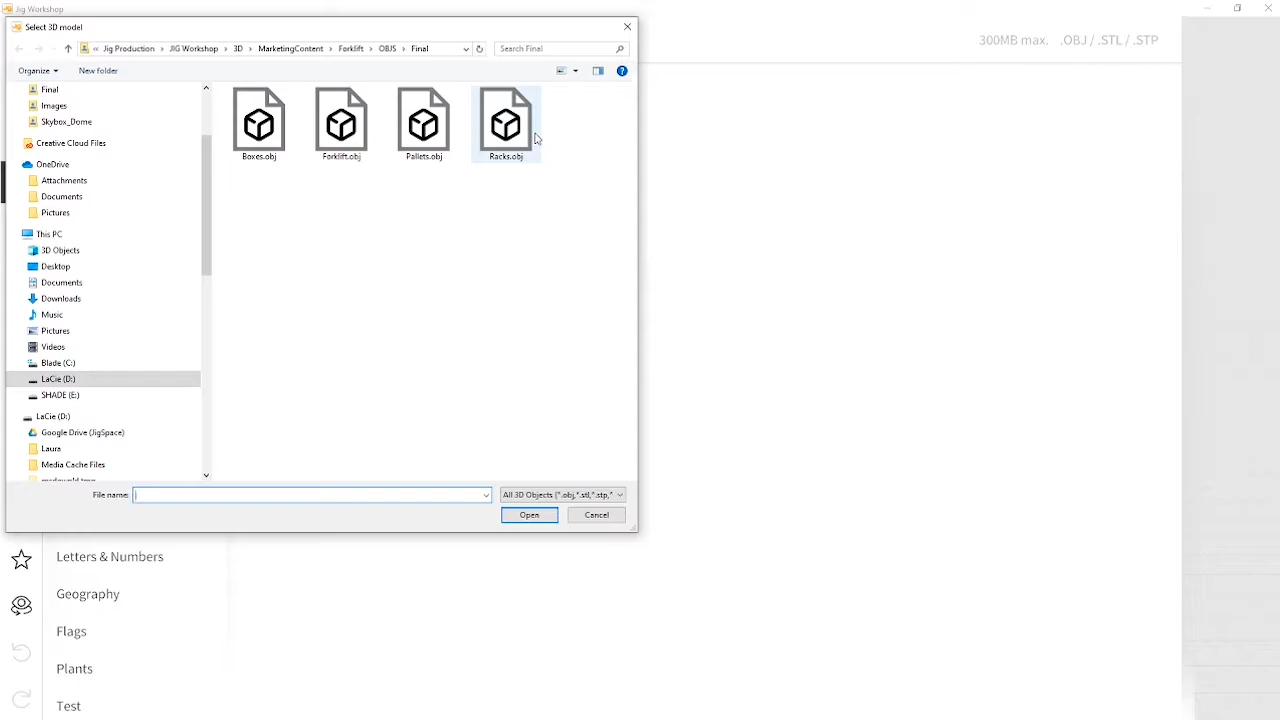 Jig Workshop
Select 3D model
« Jig Production > JIG Workshop > 3D > MarketingContent > Forklift > OBJS > Final
Search Final
300MB max. .OBJ / .STL / .STP
Organize
New folder
Final
Images
Skybox_Dome
Creative Cloud Files
OneDrive
Attachments
Documents
Pictures
This PC
3D Objects
Desktop
Documents
Downloads
Music
Pictures
Videos
Blade (C:)
LaCie (D:)
SHADE (E:)
LaCie (D:)
Google Drive (JigSpace)
Laura
Media Cache Files
Boxes.obj
Forklift.obj
Pallets.obj
Racks.obj
File name:
All 3D Objects (*.obj,*.stl,*.stp,*
Open
Cancel
Letters & Numbers
Geography
Flags
Plants
Test